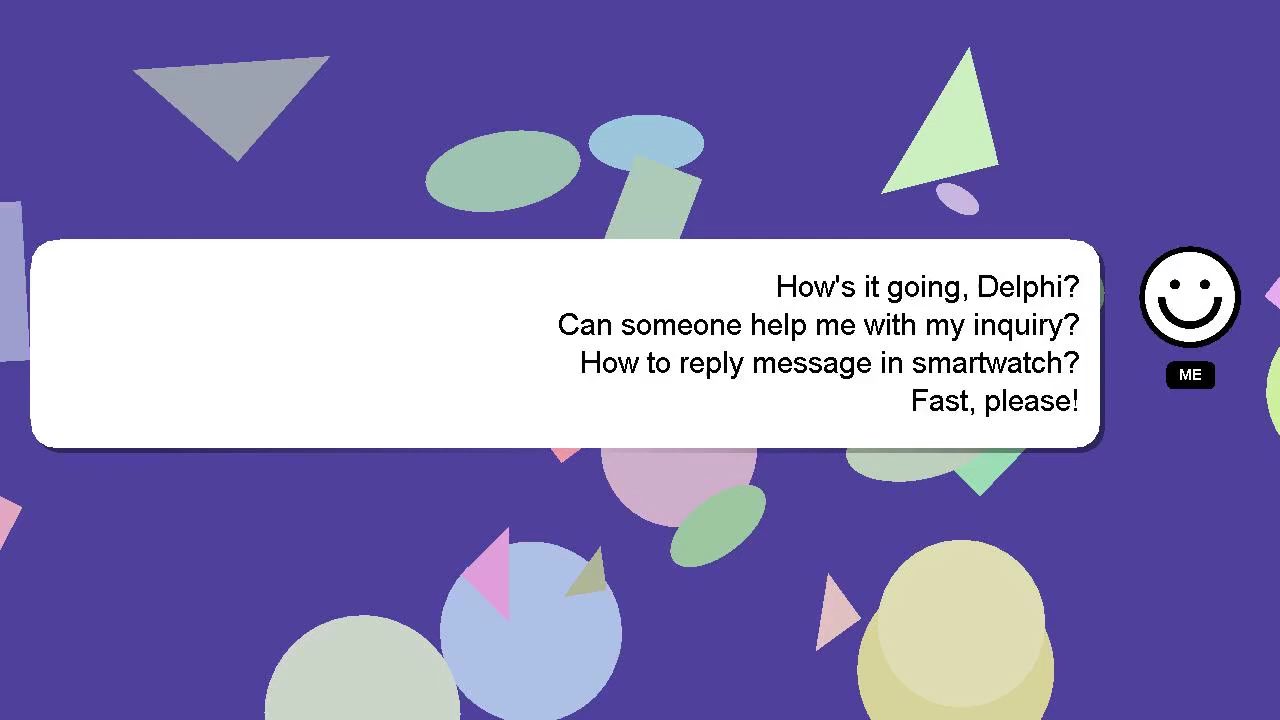 How's it going, Delphi?
Can someone help me with my inquiry?
How to reply message in smartwatch?
Fast, please!
ME